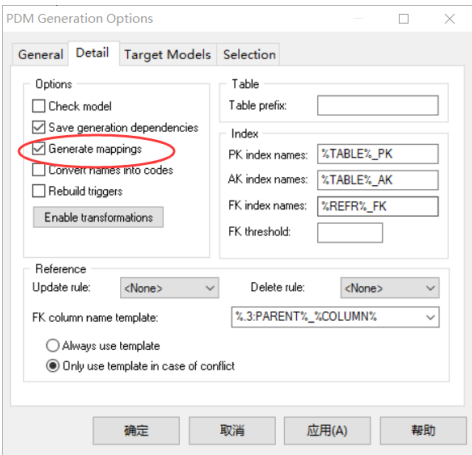 PDM Generation Options
General Detail Target Models Selection
Options
Check model
Save generation dependencies
Generate mappings
Convert names into codes
Rebuild triggers
Enable transformations
Table
Table prefix:
Index
PK index names: %TABLE%_PK
AK index names: %TABLE%_AK
FK index names: %REFR%_FK
FK threshold:
Reference
Update rule: <None> Delete rule: <None>
FK column name template: %.3:PARENT%_%COLUMN%
Always use template
Only use template in case of conflict
确定 取消 应用(A) 帮助